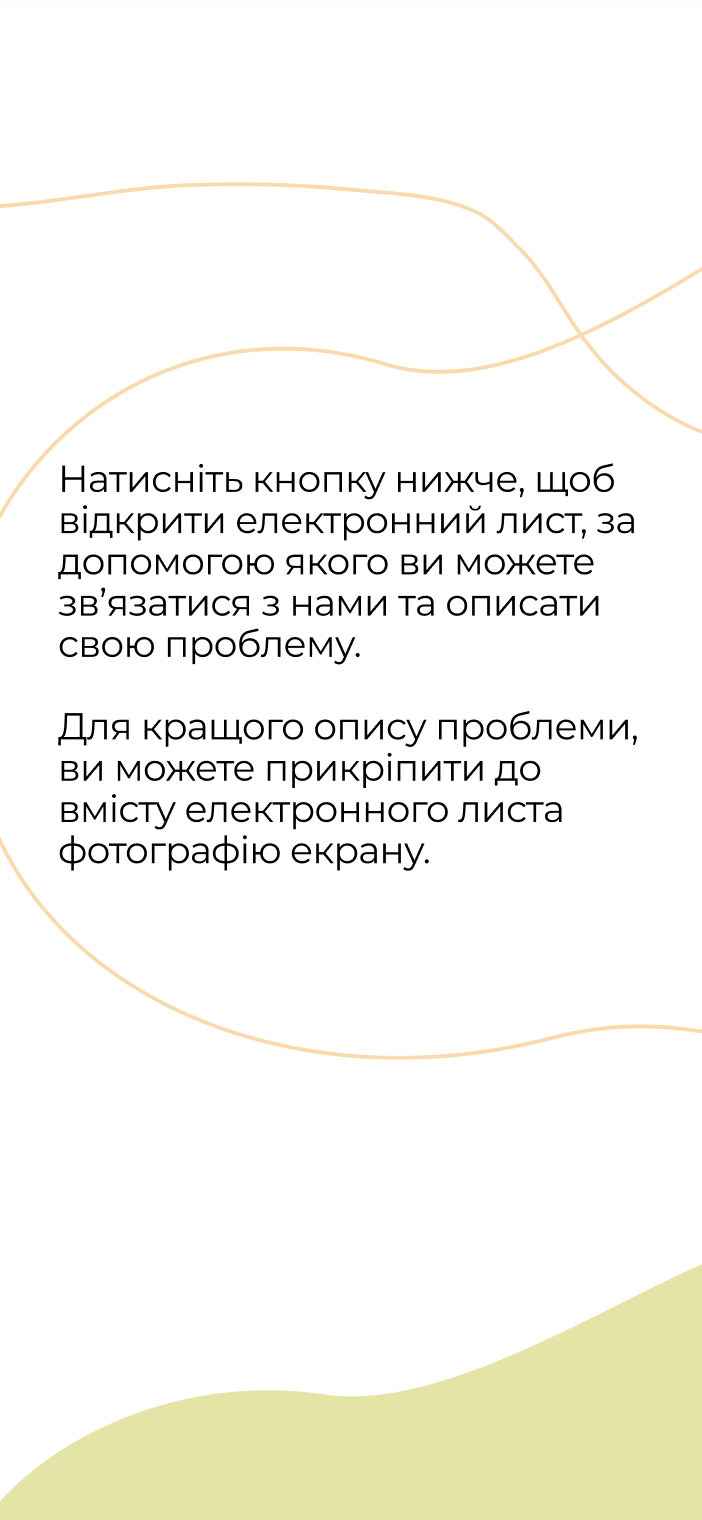 Натисніть кнопку нижче, щоб
відкрити електронний лист, за
допомогою якого ви можете
зв’язатися з нами та описати
свою проблему.
Для кращого опису проблеми,
ви можете прикріпити до
вмісту електронного листа
фотографію екрану.